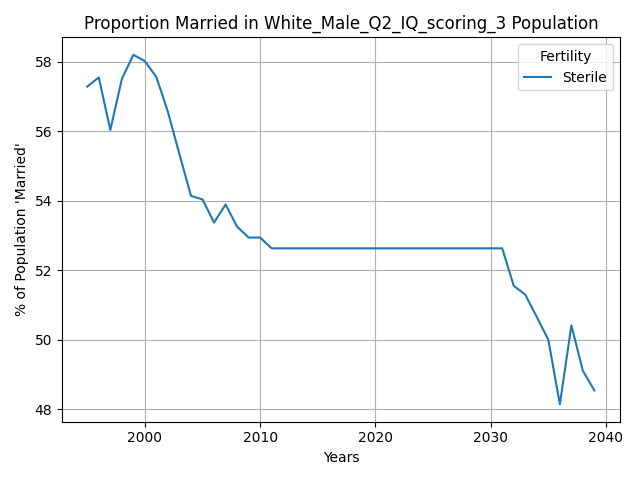 Proportion Married in White_Male_Q2_IQ_scoring_3 Population
Fertility
Sterile
% of Population 'Married'
58
56
54
52
50
48
2000
2010
2020
2030
2040
Years